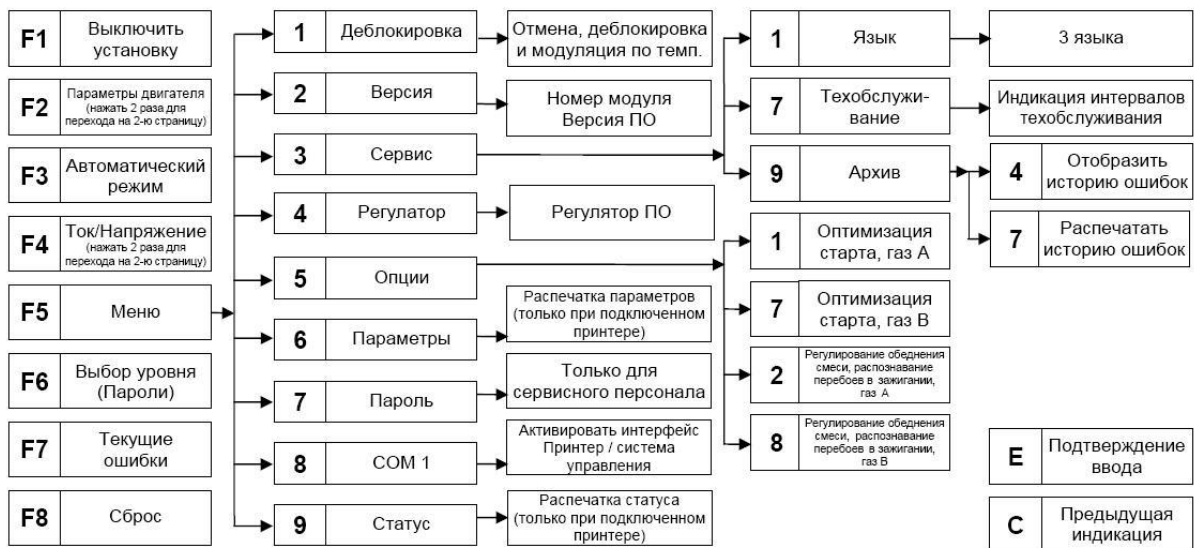 F1
Выключить
установку
F2
Параметры двигателя
(нажать 2 раза для
перехода на 2-ю страницу)
F3
Автоматический
режим
F4
Ток/Напряжение
(нажать 2 раза для
перехода на 2-ю страницу)
F5
Меню
F6
Выбор уровня
(Пароли)
F7
Текущие
ошибки
F8
Сброс
1
Деблокировка
Отмена, деблокировка
и модуляция по темп.
2
Версия
Номер модуля
Версия ПО
3
Сервис
4
Регулатор
Регулятор ПО
5
Опции
6
Параметры
Распечатка параметров
(только при подключенном
принтере)
7
Пароль
Только для
сервисного персонала
8
COM 1
Активировать интерфейс
Принтер / система
управления
9
Статус
Распечатка статуса
(только при подключенном
принтере)
1
Язык
3 языка
7
Техобслужи-
вание
Индикация интервалов
техобслуживания
9
Архив
4
Отобразить
историю ошибок
7
Распечатать
историю ошибок
1
Оптимизация
старта, газ А
7
Оптимизация
старта, газ В
2
Регулирование обеднения
смеси, распознавание
перебоев в зажигании,
газ А
8
Регулирование обеднения
смеси, распознавание
перебоев в зажигании,
газ В
E
Подтверждение
ввода
C
Предыдущая
индикация